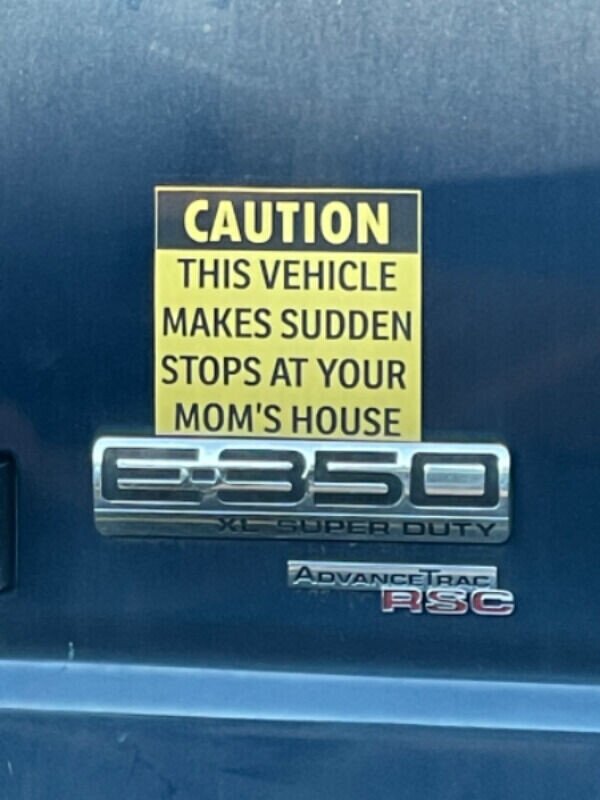 CAUTION
THIS VEHICLE
MAKES SUDDEN
STOPS AT YOUR
MOM'S HOUSE
E-350
XL SUPER DUTY
ADVANCETRAC
RSC